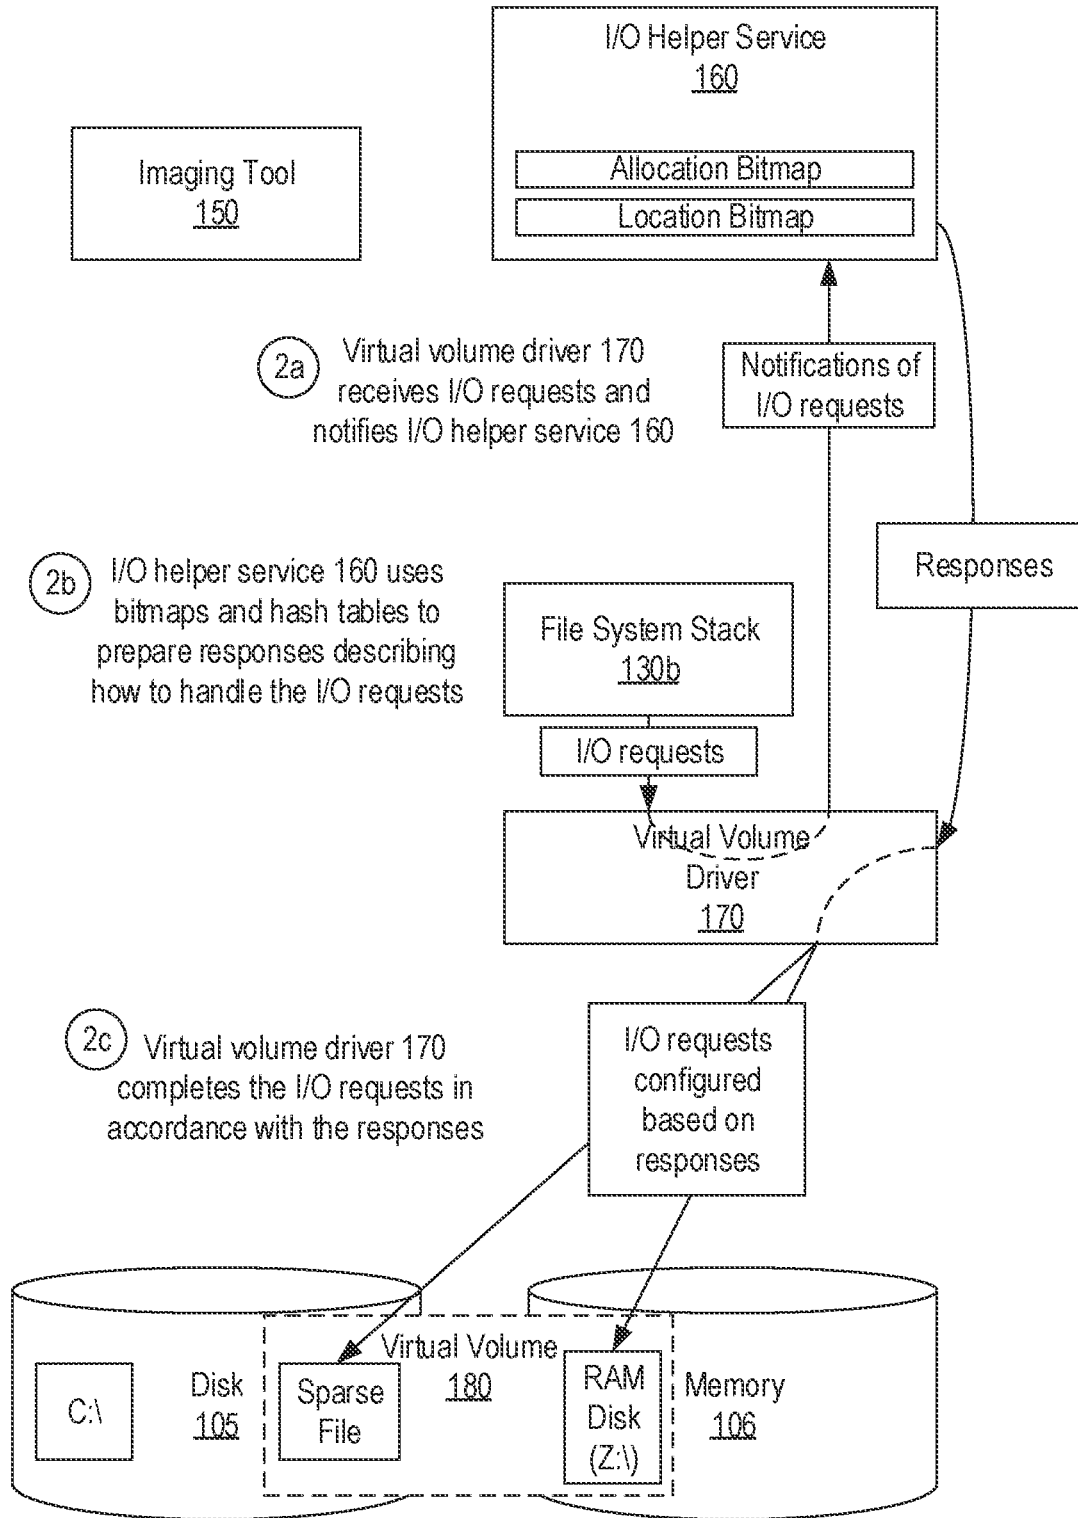 I/O Helper Service
160
Allocation Bitmap
Location Bitmap
Imaging Tool
150
2a
Virtual volume driver 170
receives I/O requests and
notifies I/O helper service 160
Notifications of
I/O requests
2b
I/O helper service 160 uses
bitmaps and hash tables to
prepare responses describing
how to handle the I/O requests
Responses
File System Stack
130b
I/O requests
Virtual Volume
Driver
170
2c
Virtual volume driver 170
completes the I/O requests in
accordance with the responses
I/O requests
configured
based on
responses
C:\
Disk
105
Virtual Volume
180
Sparse
File
RAM
Disk
(Z:\)
Memory
106